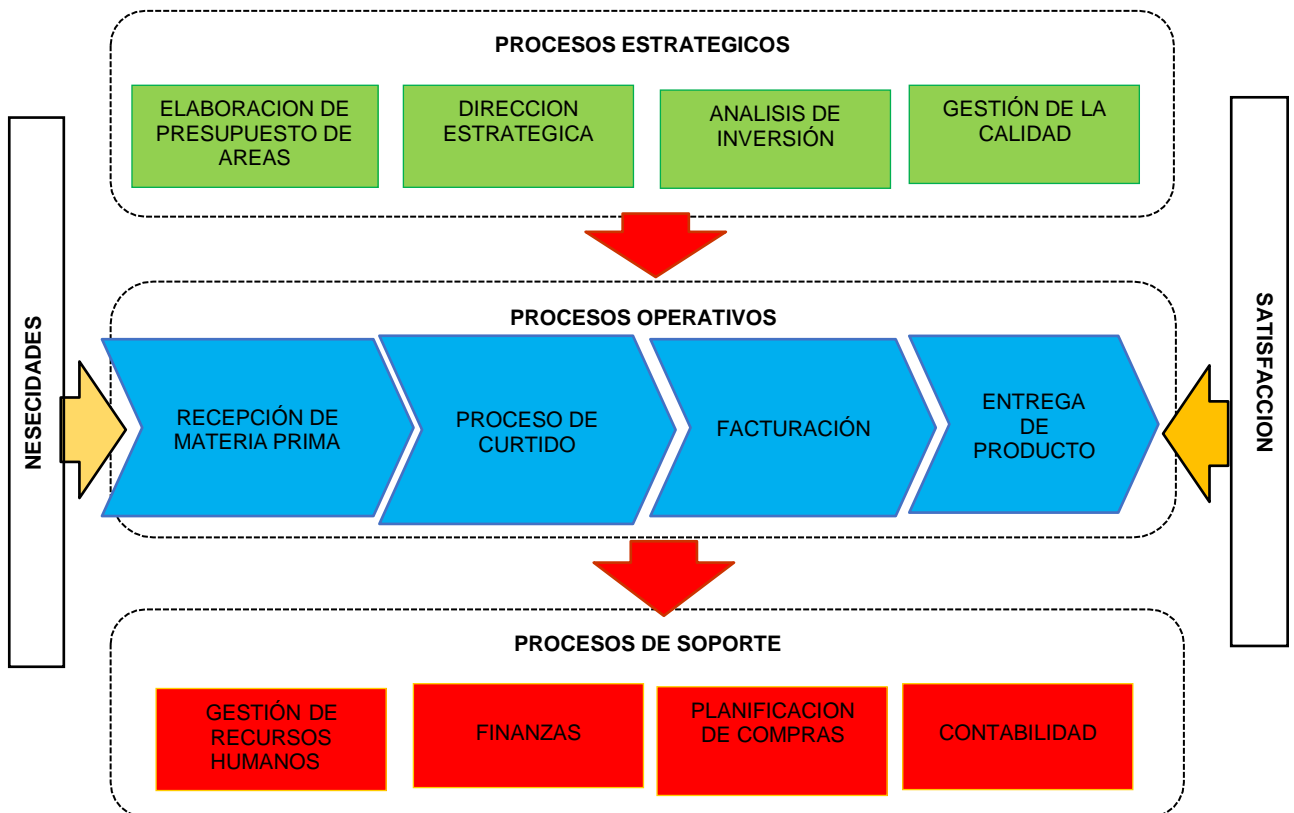 PROCESOS ESTRATEGICOS
ELABORACION DE
PRESUPUESTO DE
AREAS
DIRECCION
ESTRATEGICA
ANALISIS DE
INVERSIÓN
GESTIÓN DE LA
CALIDAD
NESECIDADES
PROCESOS OPERATIVOS
RECEPCIÓN DE
MATERIA PRIMA
PROCESO DE
CURTIDO
FACTURACIÓN
ENTREGA
DE
PRODUCTO
SATISFACCION
PROCESOS DE SOPORTE
GESTIÓN DE
RECURSOS
HUMANOS
FINANZAS
PLANIFICACION
DE COMPRAS
CONTABILIDAD